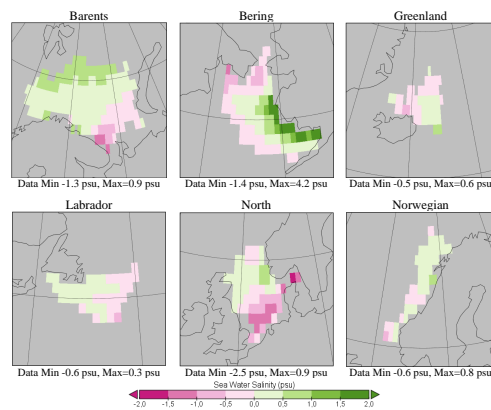 Barents
Bering
Greenland
Data Min -1.3 psu, Max=0.9 psu
Data Min -1.4 psu, Max=4.2 psu
Data Min -0.5 psu, Max=0.6 psu
Labrador
North
Norwegian
Data Min -0.6 psu, Max=0.3 psu
Data Min -2.5 psu, Max=0.9 psu
Data Min -0.6 psu, Max=0.8 psu
Sea Water Salinity (psu)
-2,0 -1,5 -1,0 -0,5 0,0 0,5 1,0 1,5 2,0